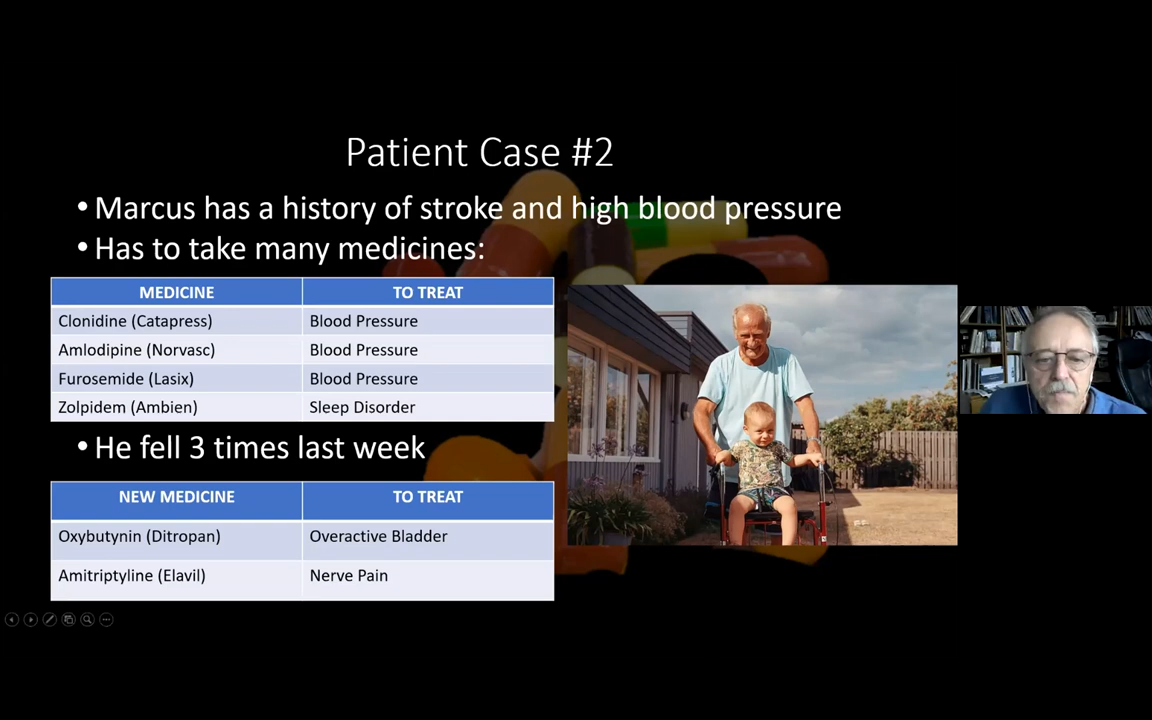 Patient Case #2
• Marcus has a history of stroke and high blood pressure
• Has to take many medicines:
MEDICINE TO TREAT
Clonidine (Catapress) Blood Pressure
Amlodipine (Norvasc) Blood Pressure
Furosemide (Lasix) Blood Pressure
Zolpidem (Ambien) Sleep Disorder
• He fell 3 times last week
NEW MEDICINE TO TREAT
Oxybutynin (Ditropan) Overactive Bladder
Amitriptyline (Elavil) Nerve Pain